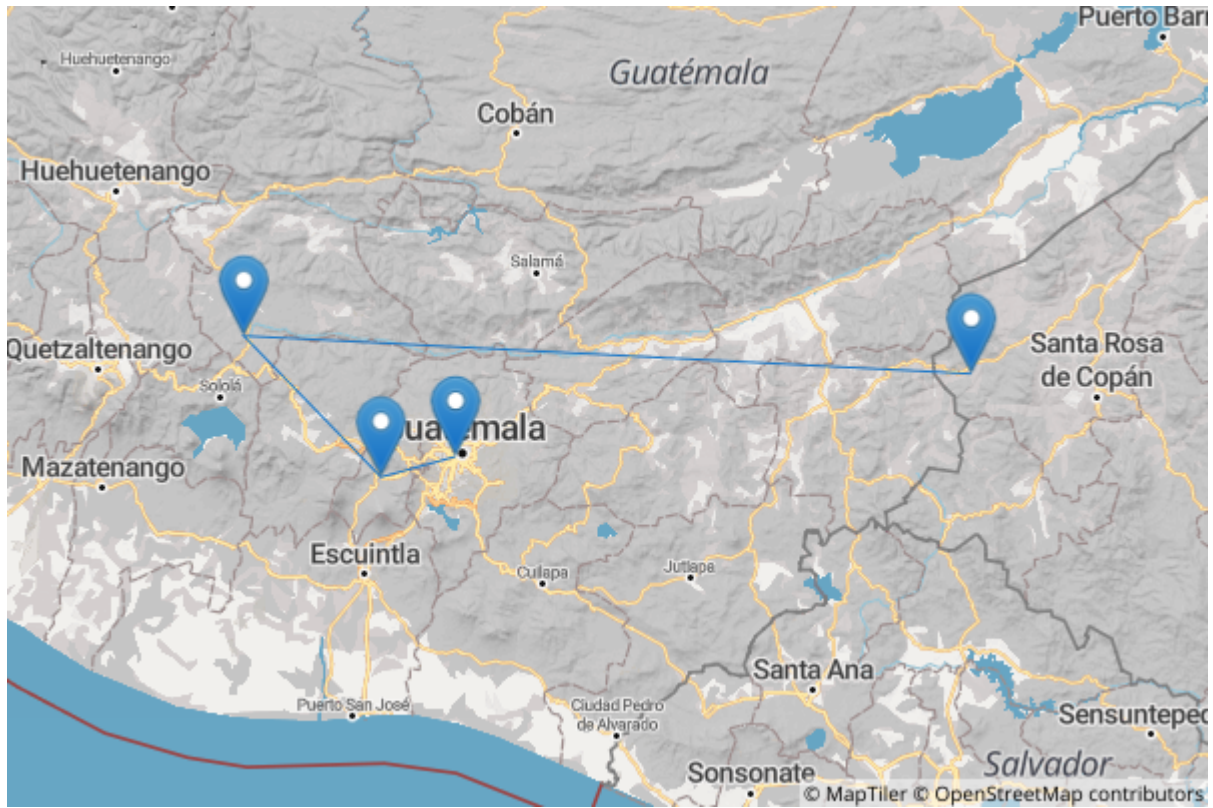 Puerto Barr
Huehuetenango
Guatémala
Cobán
Huehuetenango
Salamá
Quetzaltenango
Santa Rosa
de Copán
Sololá
uatemala
Mazatenango
Escuintla
Cuilapa
Jutiapa
Santa Ana
Puerto San José
Ciudad Pedro
de Alvarado
Sensuntepeq
Salvador
Sonsonate
© MapTiler © OpenStreetMap contributors